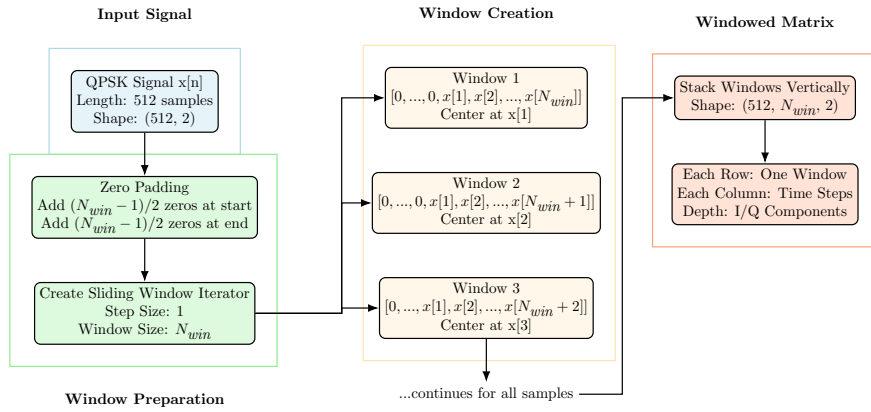 Input Signal
QPSK Signal x[n]
Length: 512 samples
Shape: (512, 2)
Zero Padding
Add (N_win − 1)/2 zeros at start
Add (N_win − 1)/2 zeros at end
Create Sliding Window Iterator
Step Size: 1
Window Size: N_win
Window Preparation
Window Creation
Window 1
[0, ..., 0, x[1], x[2], ..., x[N_win]]
Center at x[1]
Window 2
[0, ..., 0, x[1], x[2], ..., x[N_win + 1]]
Center at x[2]
Window 3
[0, ..., x[1], x[2], ..., x[N_win + 2]]
Center at x[3]
...continues for all samples
Windowed Matrix
Stack Windows Vertically
Shape: (512, N_win, 2)
Each Row: One Window
Each Column: Time Steps
Depth: I/Q Components